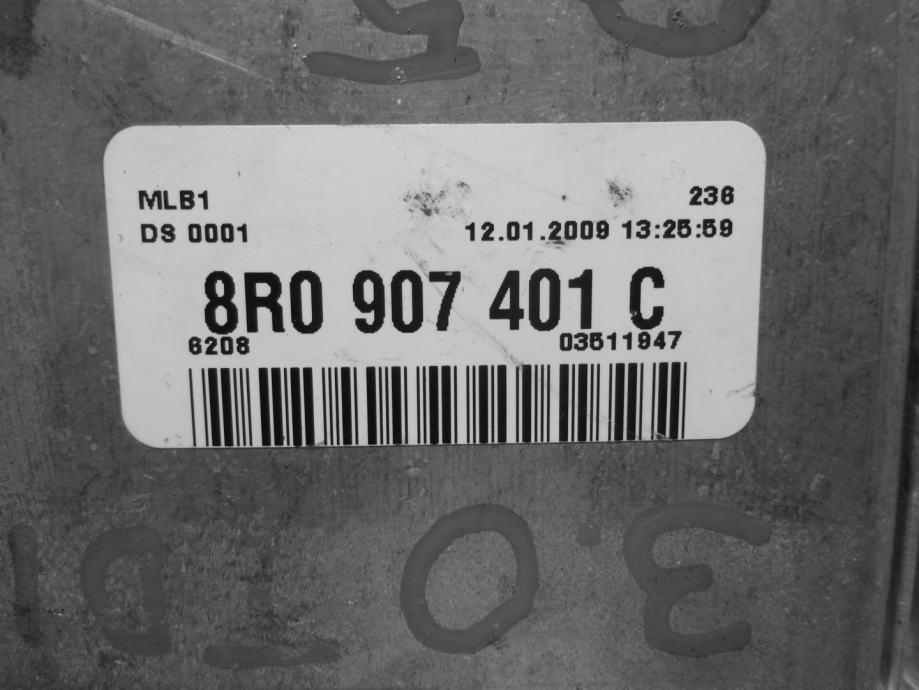 MLB1 236
DS 0001 12.01.2009 13:25:59
8R0 907 401 C
6208 03511947
3.0 TDI